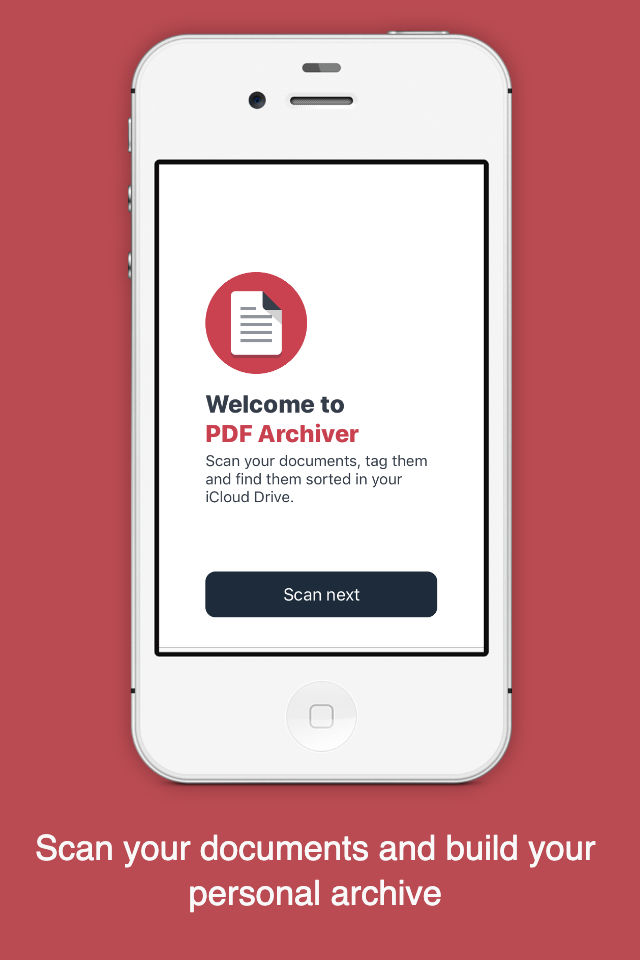 Welcome to
PDF Archiver
Scan your documents, tag them
and find them sorted in your
iCloud Drive.
Scan next
Scan your documents and build your
personal archive